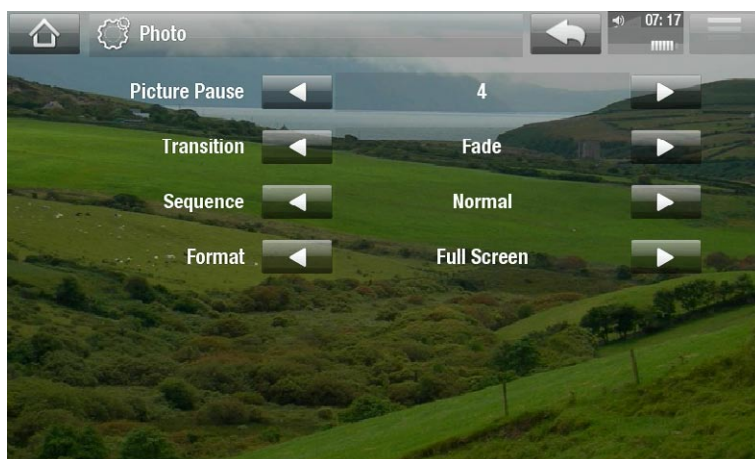 Photo
07:17
Picture Pause 4
Transition Fade
Sequence Normal
Format Full Screen